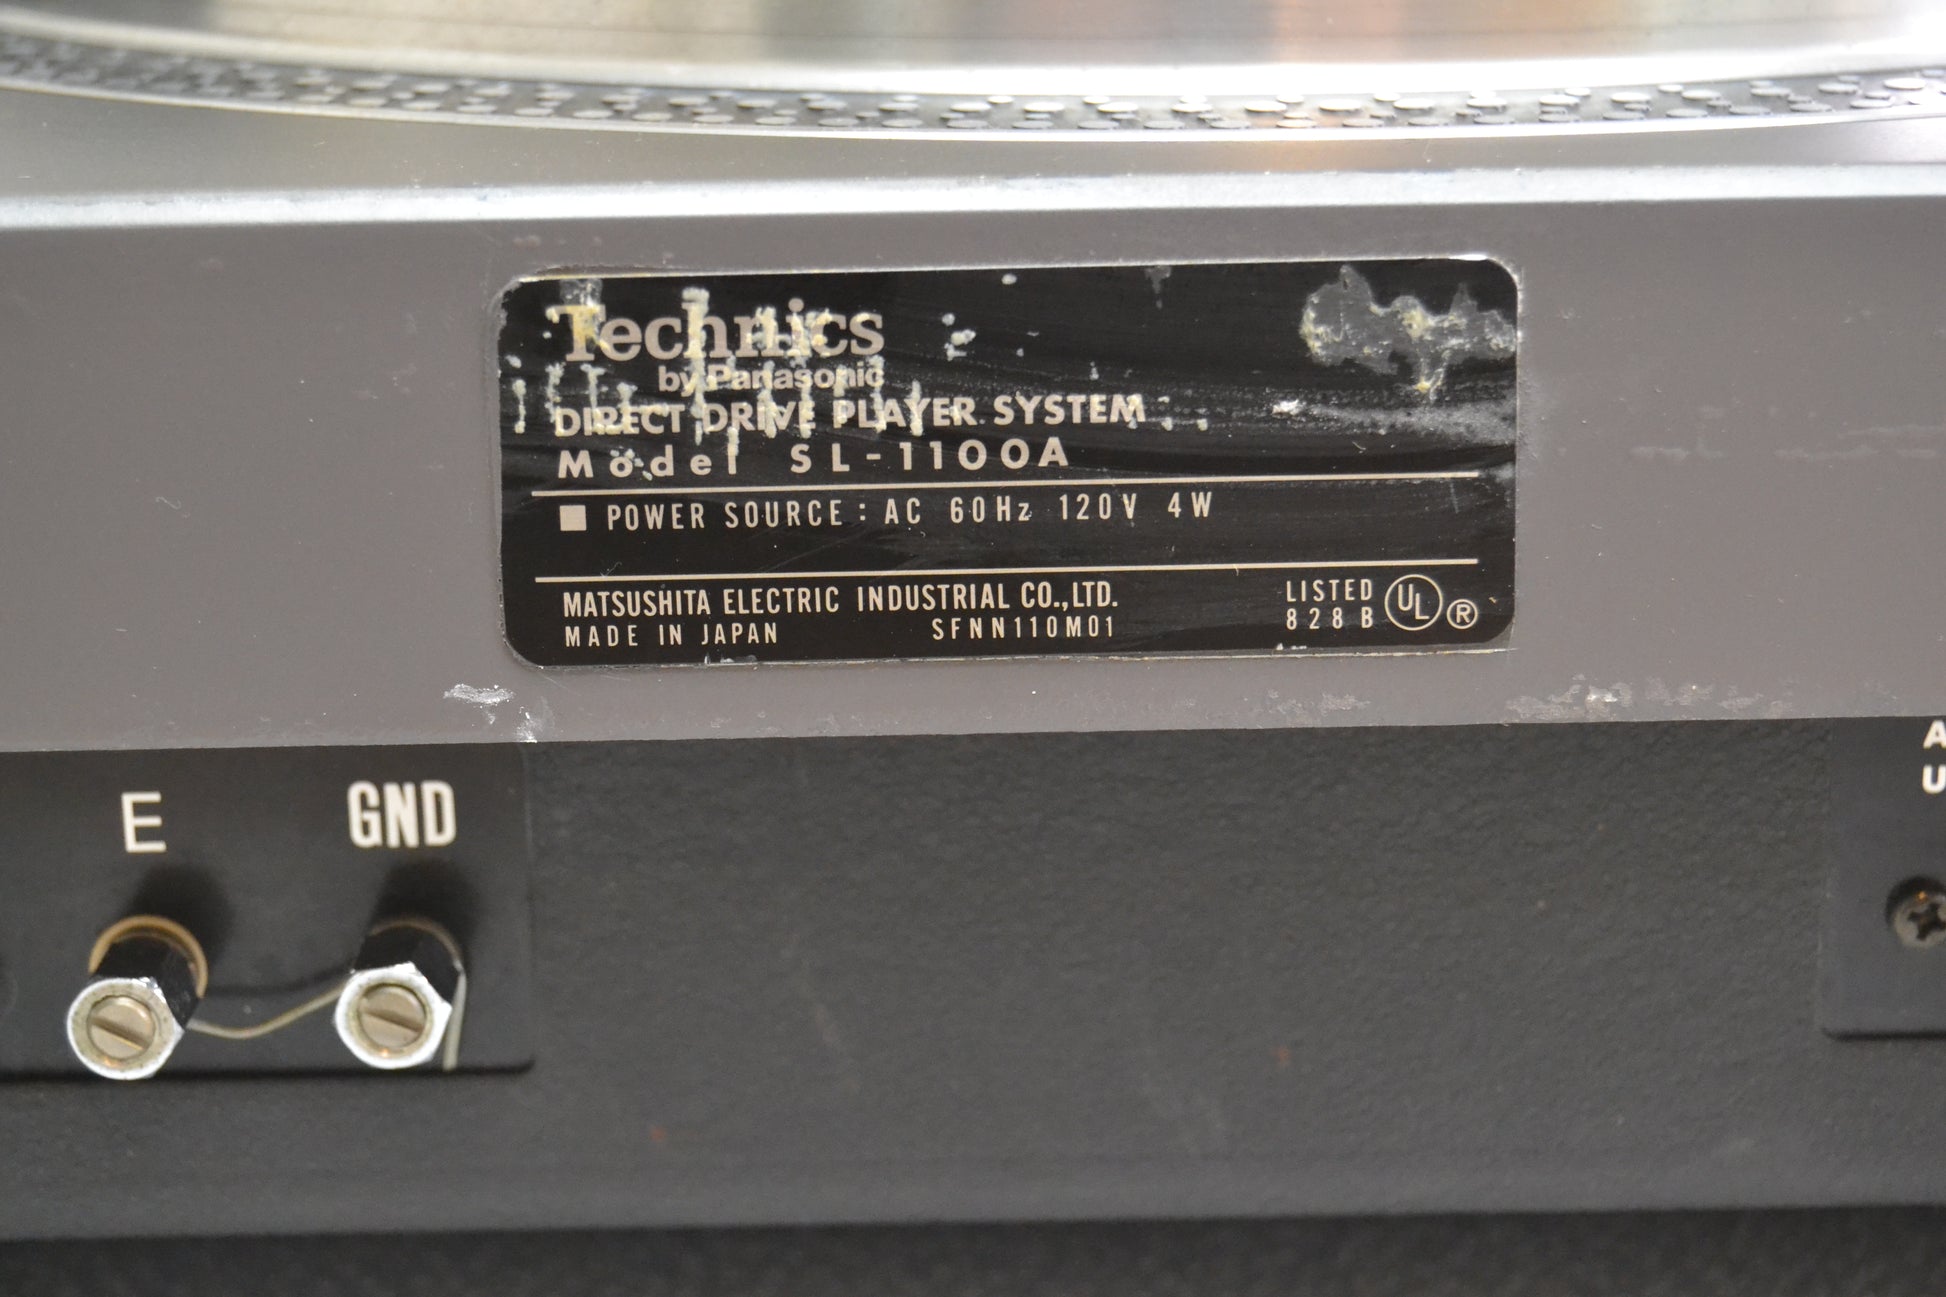 Technics
by Panasonic
DIRECT DRIVE PLAYER SYSTEM
Model SL-1100A
■ POWER SOURCE : AC 60Hz 120V 4W
MATSUSHITA ELECTRIC INDUSTRIAL CO.,LTD.
MADE IN JAPAN SFNN110M01
LISTED
828B UL ®
E GND